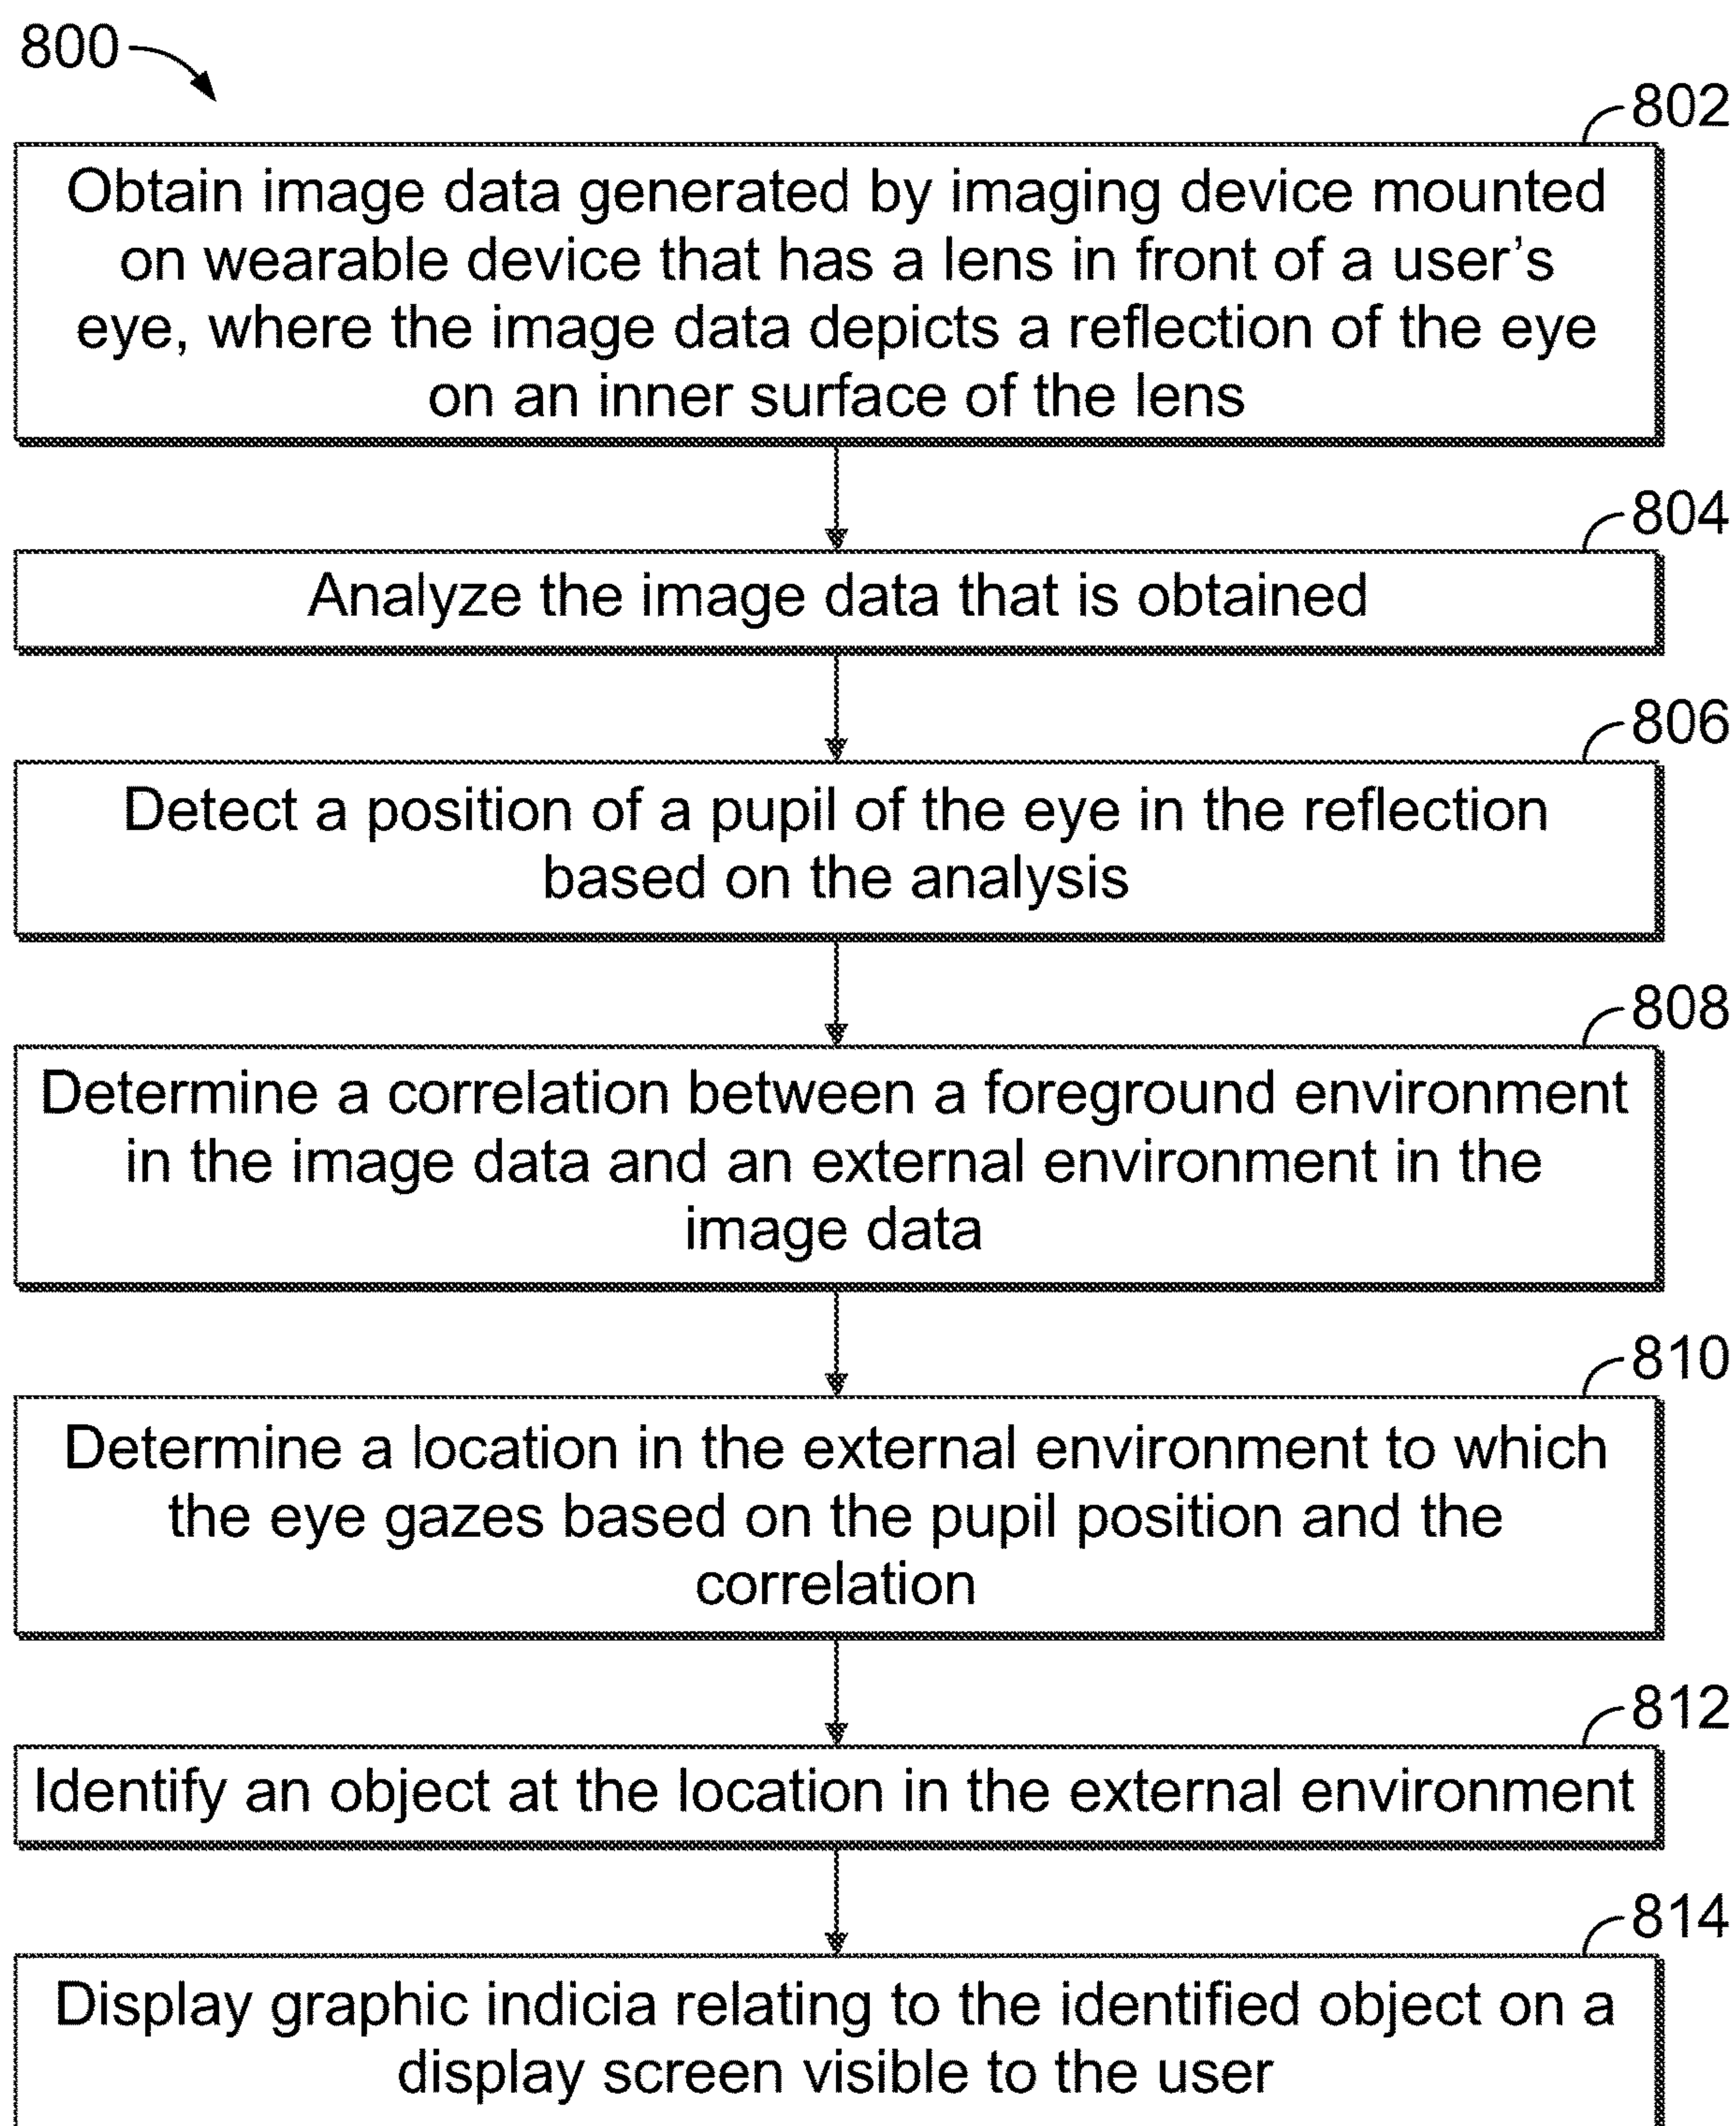 800
802
Obtain image data generated by imaging device mounted
on wearable device that has a lens in front of a user’s
eye, where the image data depicts a reflection of the eye
on an inner surface of the lens
804
Analyze the image data that is obtained
806
Detect a position of a pupil of the eye in the reflection
based on the analysis
808
Determine a correlation between a foreground environment
in the image data and an external environment in the
image data
810
Determine a location in the external environment to which
the eye gazes based on the pupil position and the
correlation
812
Identify an object at the location in the external environment
814
Display graphic indicia relating to the identified object on a
display screen visible to the user